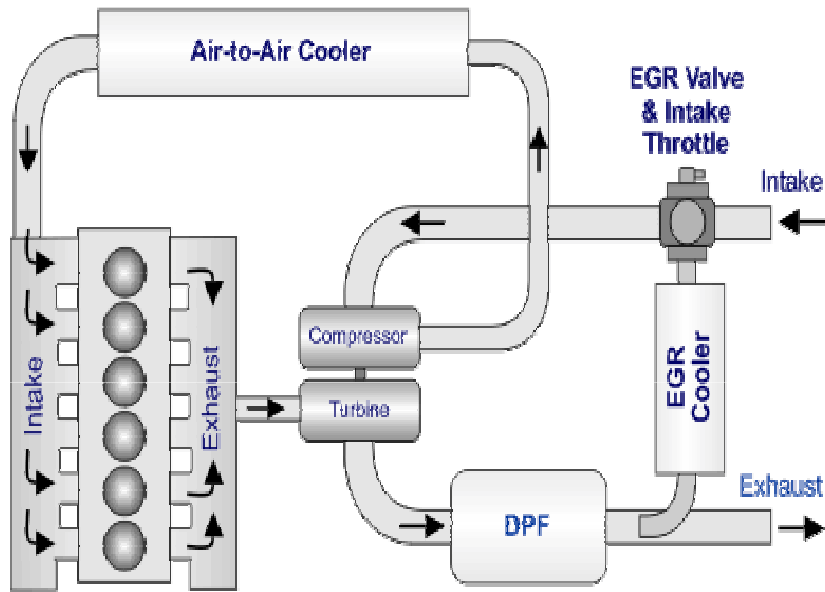 Air-to-Air Cooler
EGR Valve
& Intake
Throttle
Intake
Compressor
Turbine
Intake
Exhaust
EGR
Cooler
DPF
Exhaust